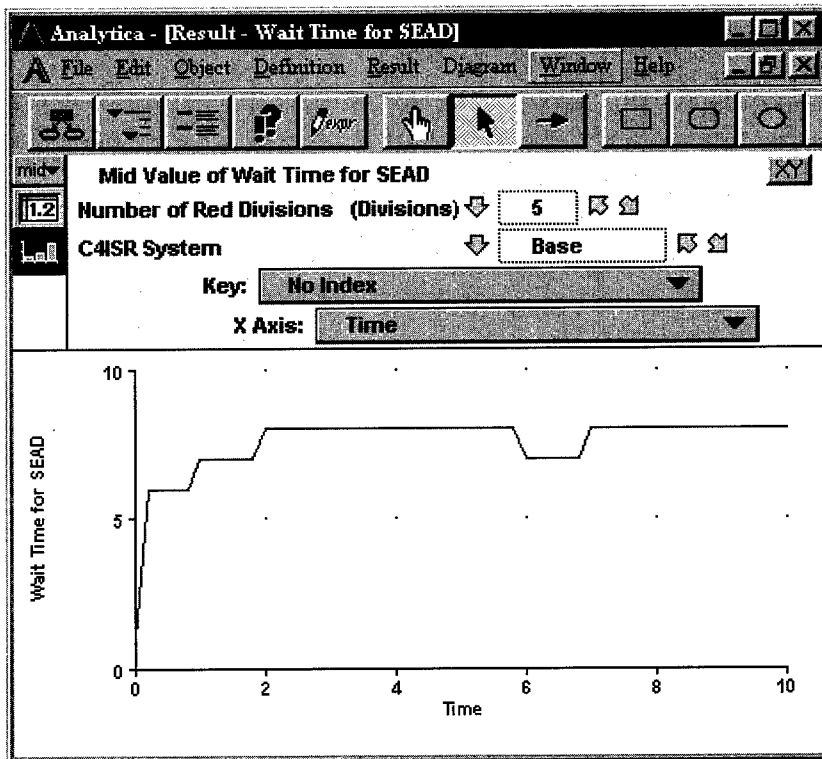 Analytica - [Result - Wait Time for SEAD]
File Edit Object Definition Result Diagram Window Help
expr
mid
Mid Value of Wait Time for SEAD
XY
1.2
Number of Red Divisions (Divisions) 5
C4ISR System Base
Key: No Index
X Axis: Time
10
5
0
Wait Time for SEAD
0 2 4 6 8 10
Time